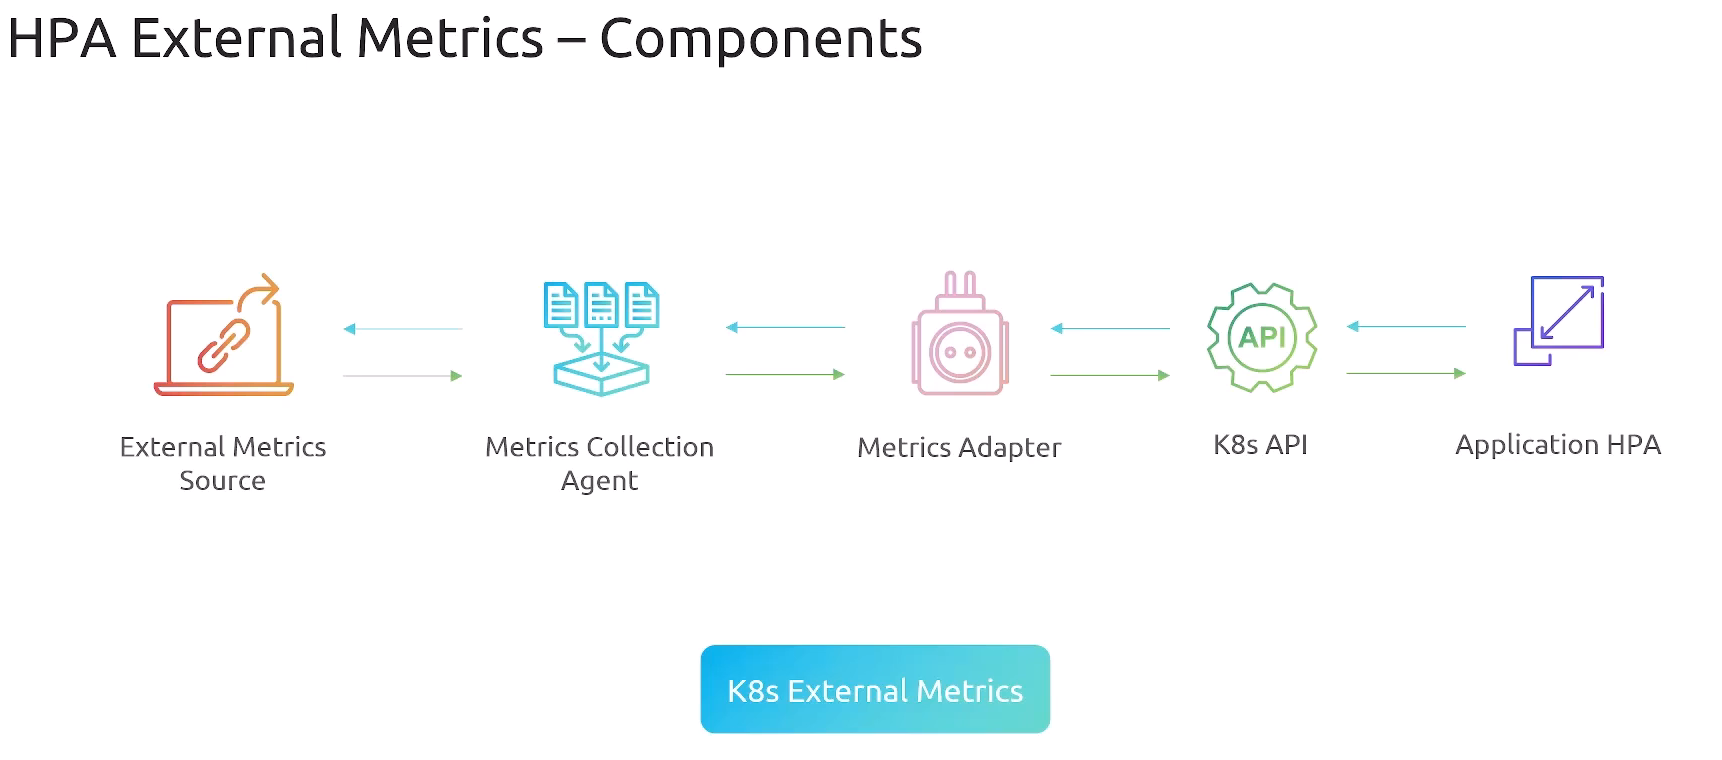 HPA External Metrics – Components
API
External Metrics
Source
Metrics Collection
Agent
Metrics Adapter
K8s API
Application HPA
K8s External Metrics